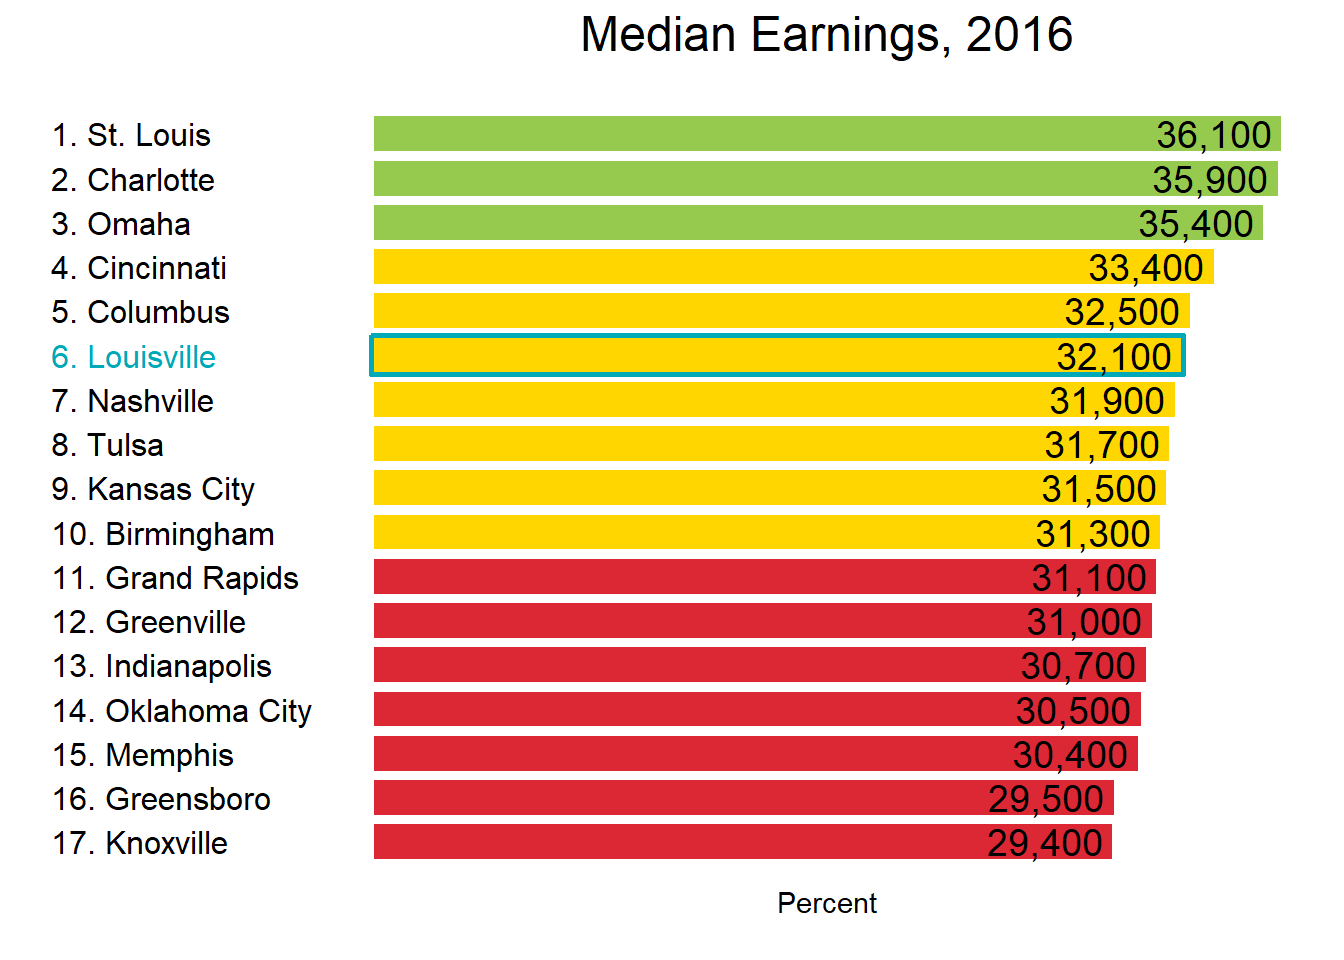 Median Earnings, 2016
1. St. Louis 36,100
2. Charlotte 35,900
3. Omaha 35,400
4. Cincinnati 33,400
5. Columbus 32,500
6. Louisville 32,100
7. Nashville 31,900
8. Tulsa 31,700
9. Kansas City 31,500
10. Birmingham 31,300
11. Grand Rapids 31,100
12. Greenville 31,000
13. Indianapolis 30,700
14. Oklahoma City 30,500
15. Memphis 30,400
16. Greensboro 29,500
17. Knoxville 29,400
Percent